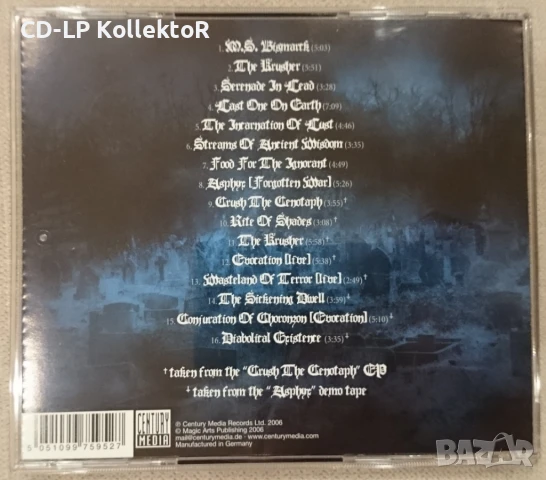 CD-LP KollektoR
1. M.S. Bismarck (5:03)
2. The Krusher (5:51)
3. Serenade In Lead (3:28)
4. Last One On Earth (7:09)
5. The Incarnation Of Lust (4:46)
6. Streams Of Ancient Wisdom (3:35)
7. Food For The Ignorant (4:49)
8. Asphyx [Forgotten War] (5:26)
9. Crush The Cenotaph (3:55)†
10. Rite Of Shades (3:08)†
11. The Krusher (5:58)†
12. Evocation [live] (5:38)†
13. Wasteland Of Terror [live] (2:49)†
14. The Sickening Dwell (3:59)‡
15. Conjuration Of Choronzon [Evocation] (5:10)‡
16. Diabolical Existence (3:35)‡
† taken from the "Crush The Cenotaph" EP
‡ taken from the "Asphyx" demo tape
CENTURY
MEDIA
℗ Century Media Records Ltd. 2006
© Magic Arts Publishing 2006
mail@centurymedia.de · www.centurymedia.com
Manufactured in Germany
5 051099 759527
BAZAR